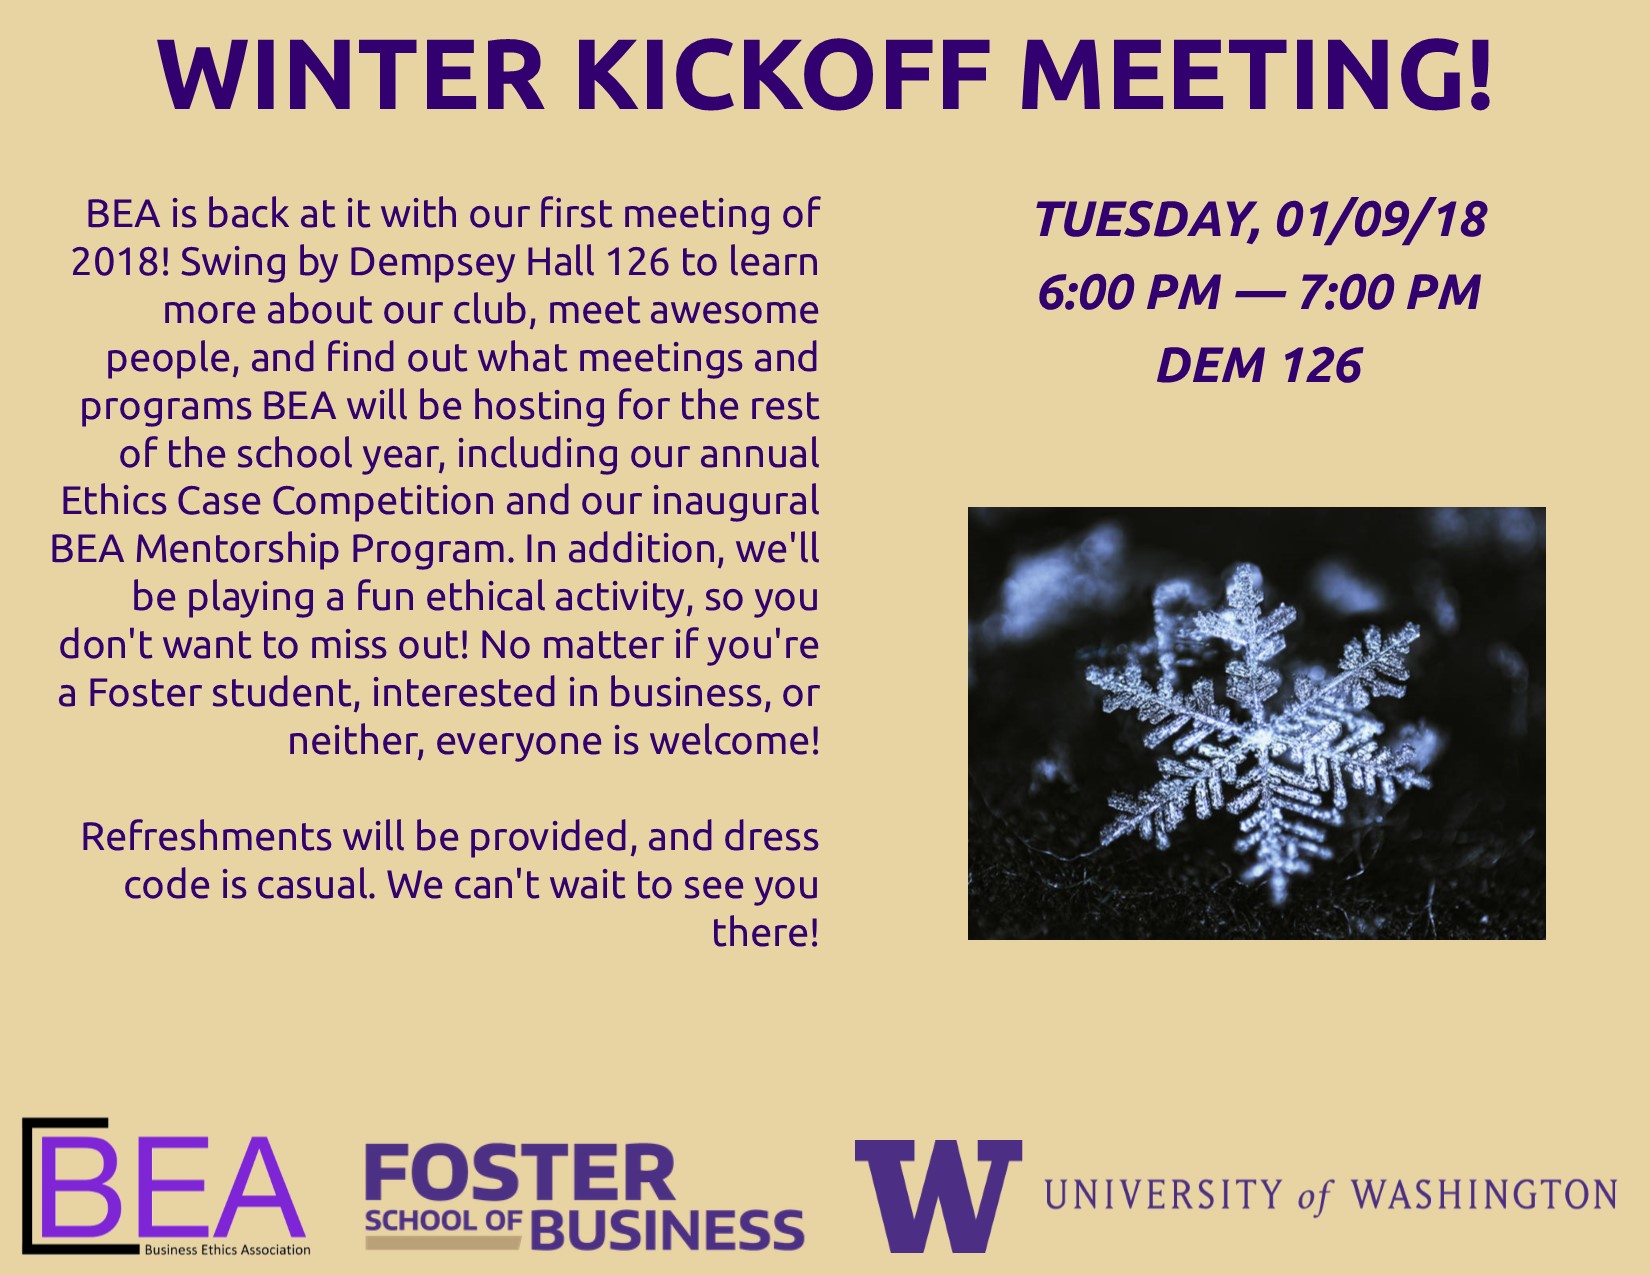 WINTER KICKOFF MEETING!
BEA is back at it with our first meeting of
2018! Swing by Dempsey Hall 126 to learn
more about our club, meet awesome
people, and find out what meetings and
programs BEA will be hosting for the rest
of the school year, including our annual
Ethics Case Competition and our inaugural
BEA Mentorship Program. In addition, we'll
be playing a fun ethical activity, so you
don't want to miss out! No matter if you're
a Foster student, interested in business, or
neither, everyone is welcome!
Refreshments will be provided, and dress
code is casual. We can't wait to see you
there!
TUESDAY, 01/09/18
6:00 PM — 7:00 PM
DEM 126
BEA
Business Ethics Association
FOSTER
SCHOOL OF BUSINESS
W UNIVERSITY of WASHINGTON